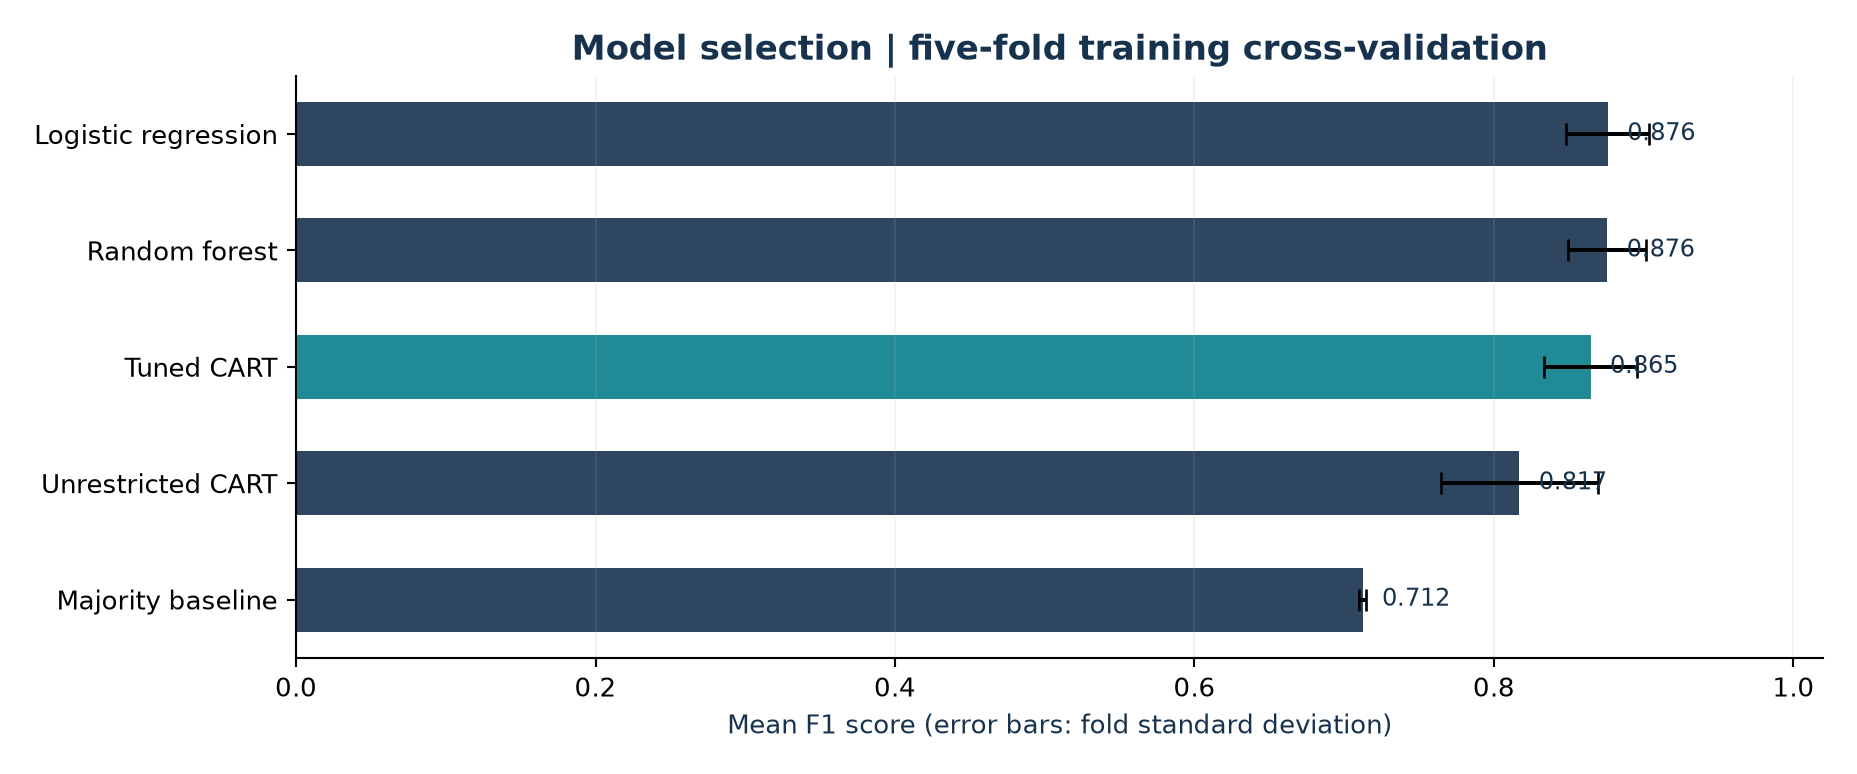 Model selection | five-fold training cross-validation
Logistic regression
0.876
Random forest
0.876
Tuned CART
0.865
Unrestricted CART
0.817
Majority baseline
0.712
0.0 0.2 0.4 0.6 0.8 1.0
Mean F1 score (error bars: fold standard deviation)